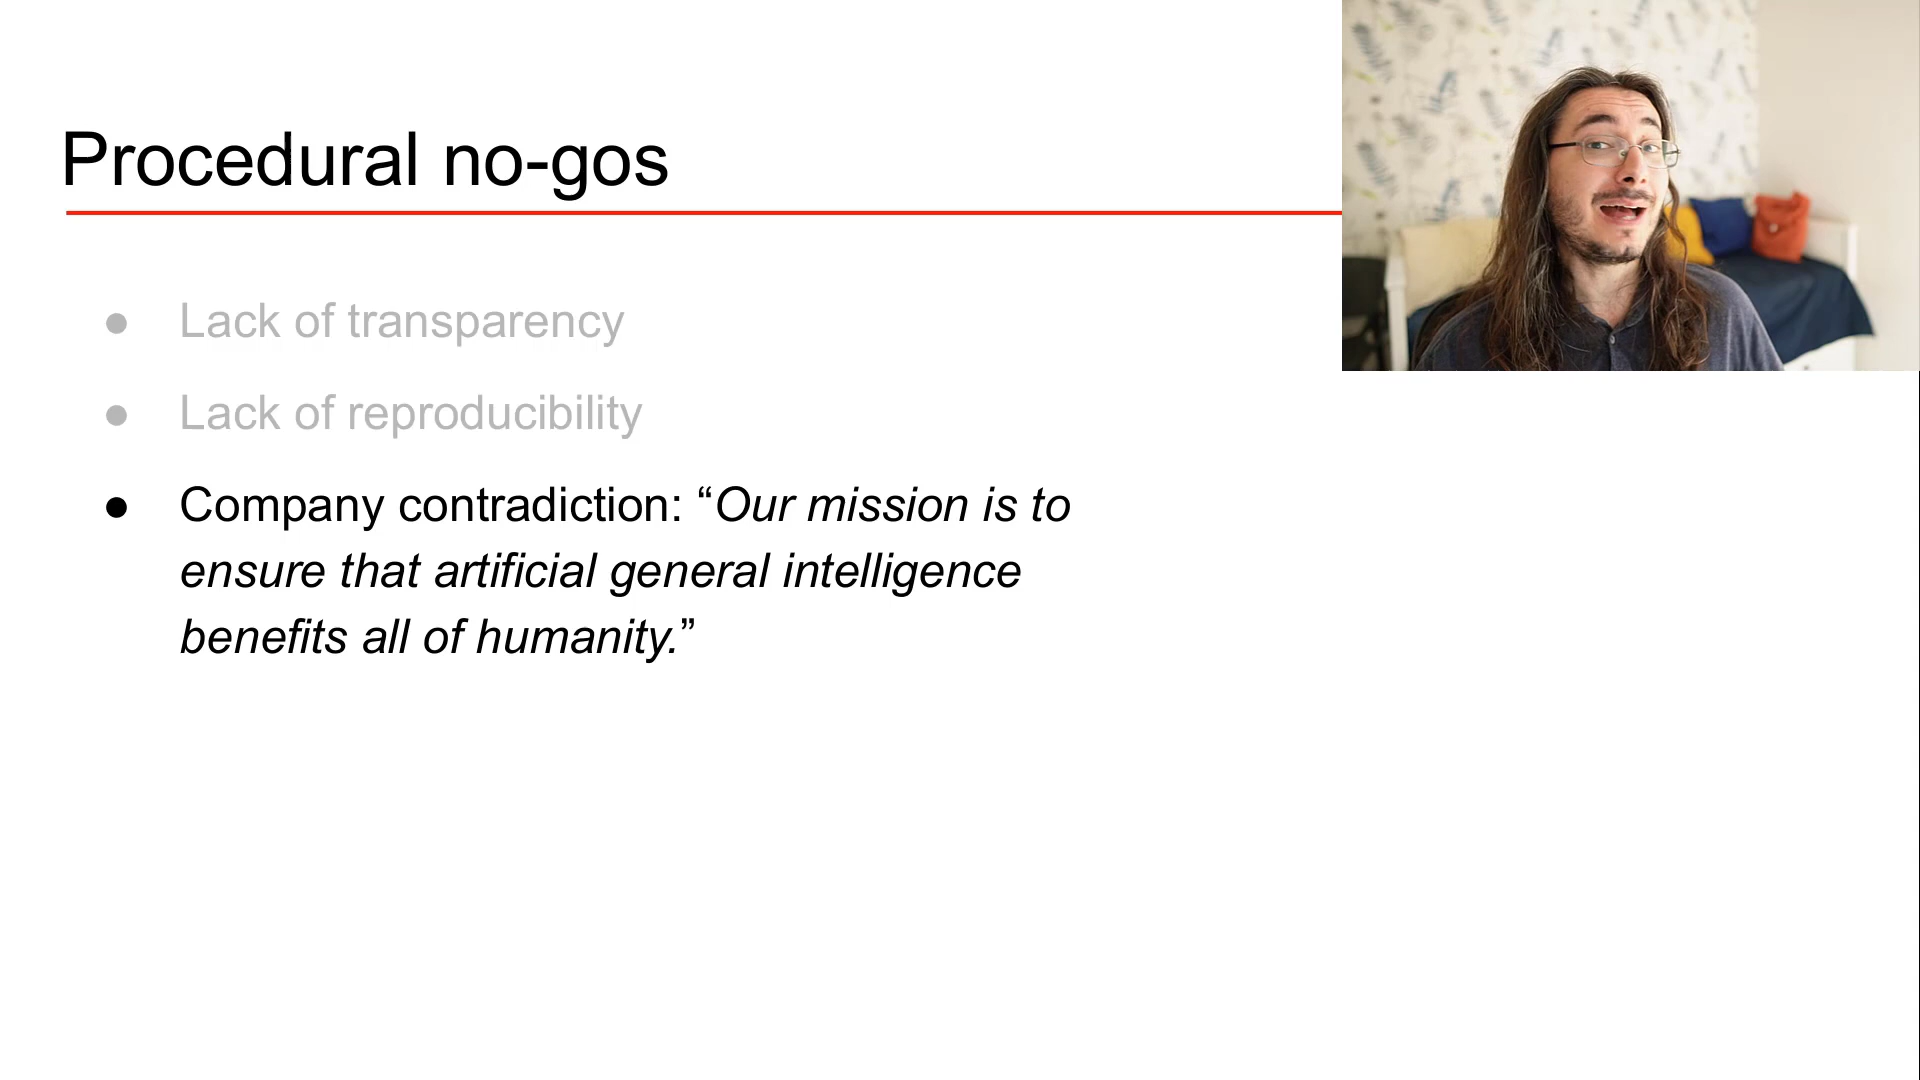 Procedural no-gos
● Lack of transparency
● Lack of reproducibility
● Company contradiction: “Our mission is to
ensure that artificial general intelligence
benefits all of humanity.”